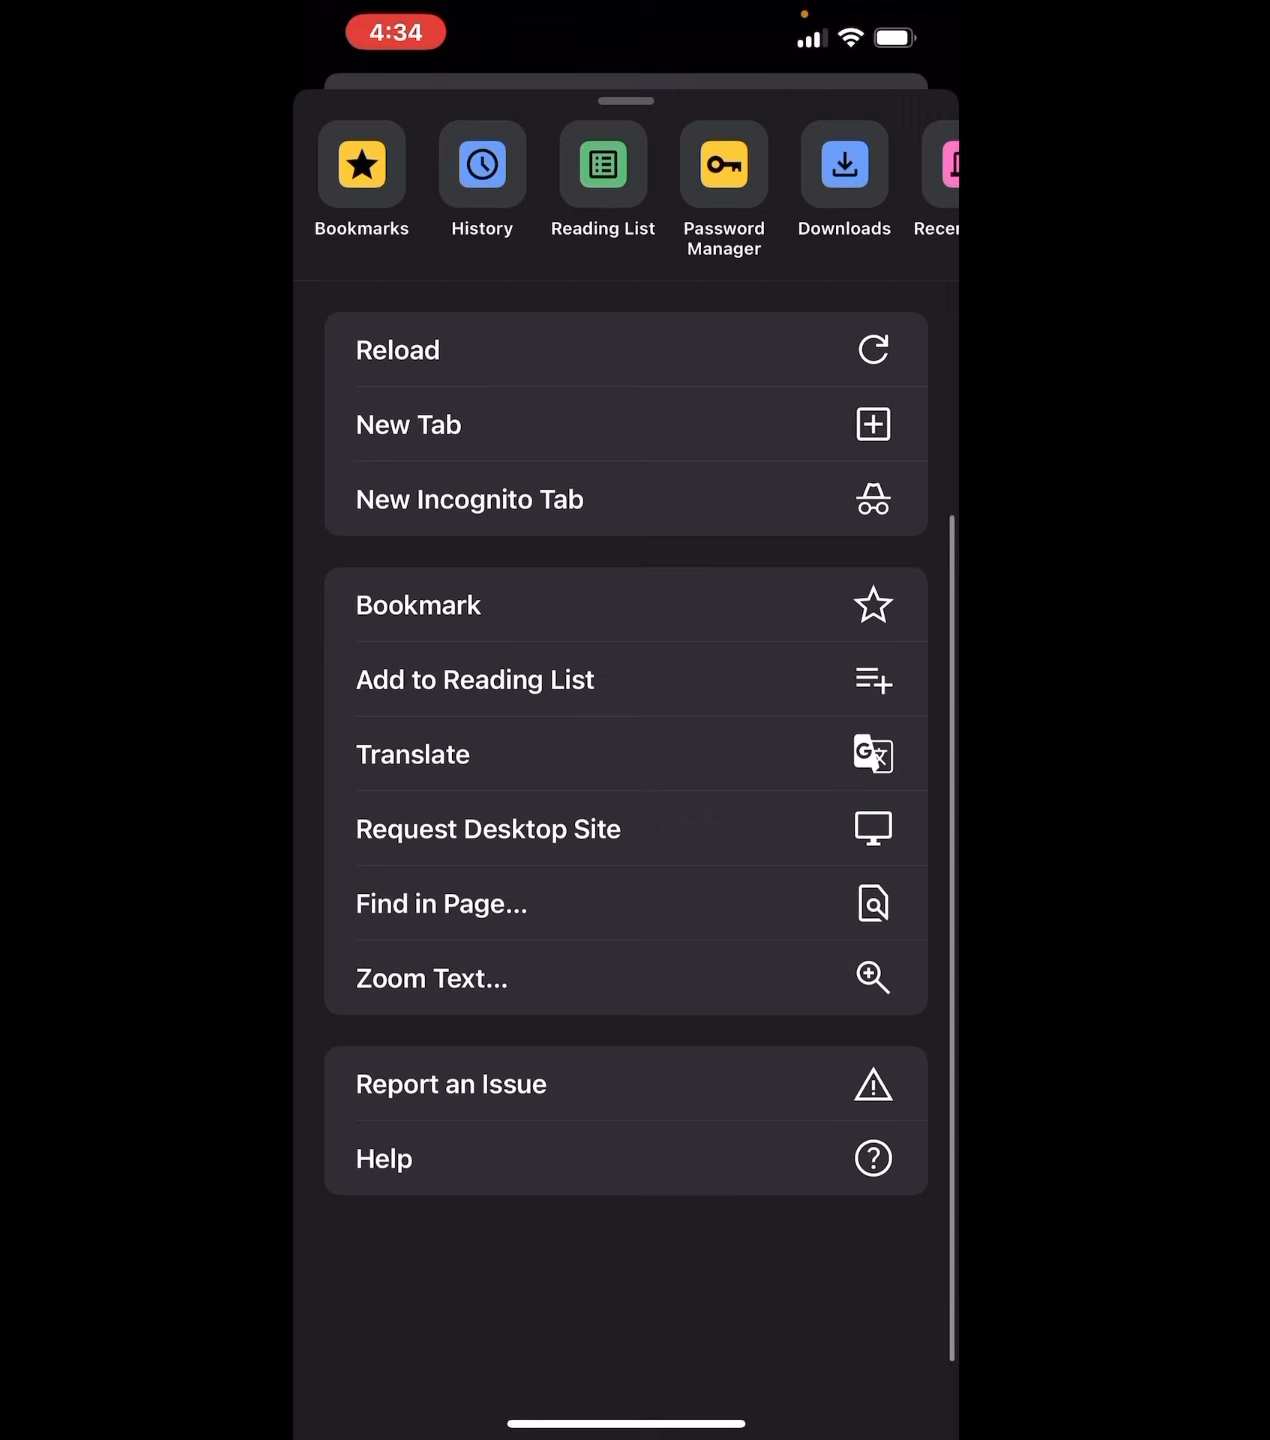 4:34
Bookmarks
History
Reading List
Password
Manager
Downloads
Reload
New Tab
New Incognito Tab
Bookmark
Add to Reading List
Translate
Request Desktop Site
Find in Page...
Zoom Text...
Report an Issue
Help